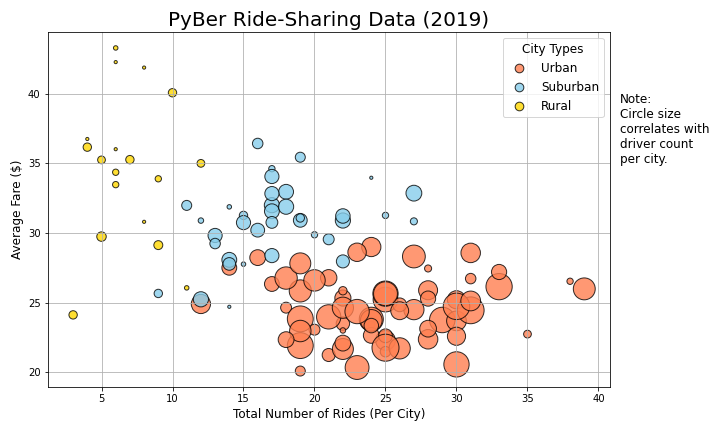 PyBer Ride-Sharing Data (2019)
City Types
Urban
Suburban
Rural
Note:
Circle size
correlates with
driver count
per city.
Average Fare ($)
40
35
30
25
20
5 10 15 20 25 30 35 40
Total Number of Rides (Per City)